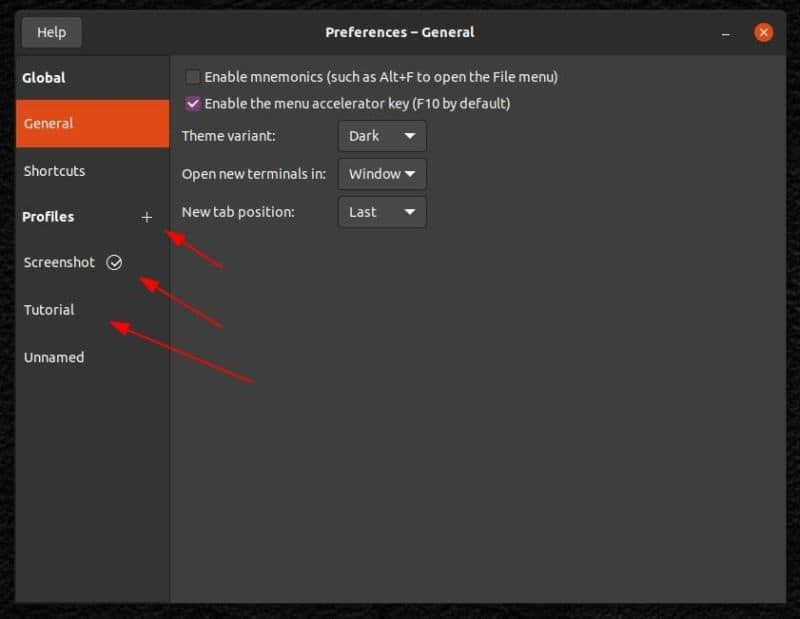 Help
Preferences – General
Global
General
Shortcuts
Profiles
Screenshot
Tutorial
Unnamed
Enable mnemonics (such as Alt+F to open the File menu)
Enable the menu accelerator key (F10 by default)
Theme variant: Dark
Open new terminals in: Window
New tab position: Last